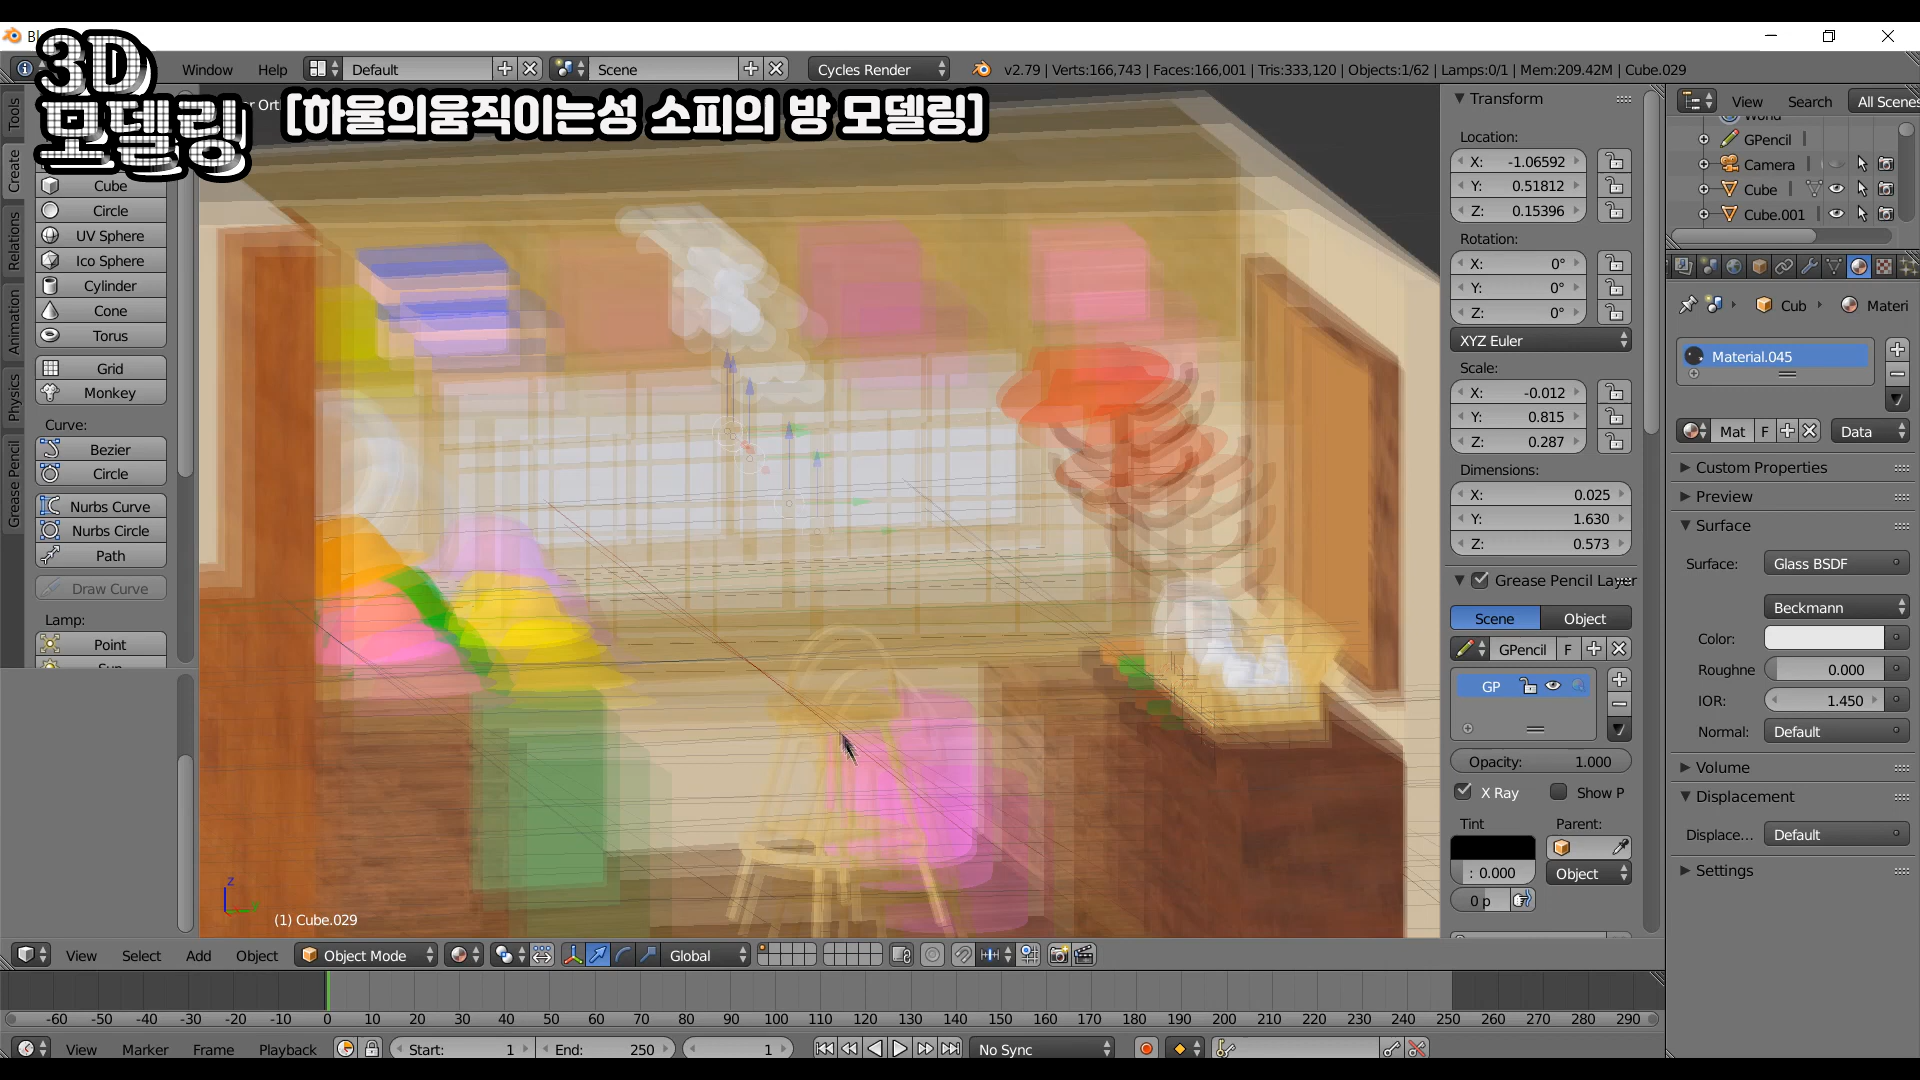 Bl
3D
모델링
[하울의움직이는성 소피의 방 모델링]
Window
Help
Default
Scene
Cycles Render
v2.79 | Verts:166,743 | Faces:166,001 | Tris:333,120 | Objects:1/62 | Lamps:0/1 | Mem:209.42M | Cube.029
Tools
Create
Relations
Animation
Physics
Grease Pencil
Cube
Circle
UV Sphere
Ico Sphere
Cylinder
Cone
Torus
Grid
Monkey
Curve:
Bezier
Circle
Nurbs Curve
Nurbs Circle
Path
Draw Curve
Lamp:
Point
Sun
Ort
(1) Cube.029
z
Transform
Location:
X: -1.06592
Y: 0.51812
Z: 0.15396
Rotation:
X: 0°
Y: 0°
Z: 0°
XYZ Euler
Scale:
X: -0.012
Y: 0.815
Z: 0.287
Dimensions:
X: 0.025
Y: 1.630
Z: 0.573
Grease Pencil Layer
Scene
Object
GPencil
F
GP
Opacity: 1.000
X Ray
Show P
Tint
Parent:
: 0.000
Object
0 p
View
Search
All Scenes
World
GPencil
Camera
Cube
Cube.001
Cub
Materi
Material.045
Mat
F
Data
Custom Properties
Preview
Surface
Surface:
Glass BSDF
Beckmann
Color:
Roughne 0.000
IOR: 1.450
Normal: Default
Volume
Displacement
Displace... Default
Settings
View
Select
Add
Object
Object Mode
Global
-60 -50 -40 -30 -20 -10 0 10 20 30 40 50 60 70 80 90 100 110 120 130 140 150 160 170 180 190 200 210 220 230 240 250 260 270 280 290
View
Marker
Frame
Playback
Start: 1
End: 250
1
No Sync